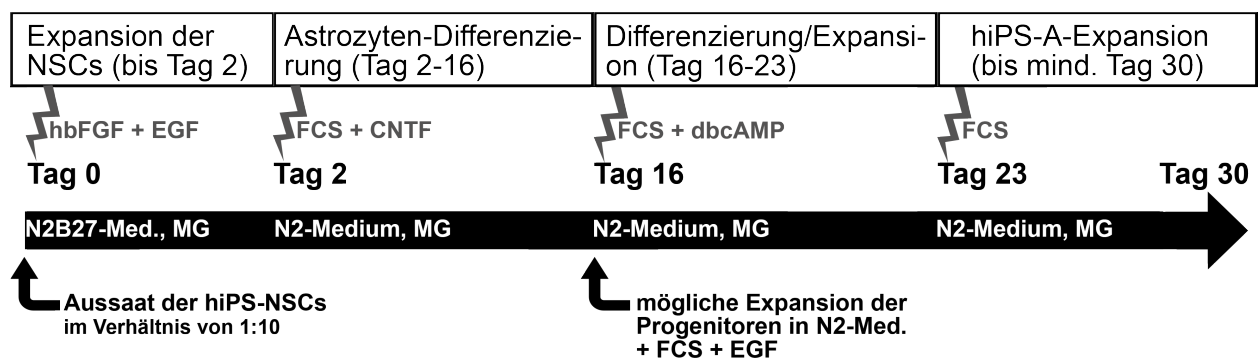 Expansion der
NSCs (bis Tag 2)
Astrozyten-Differenzie-
rung (Tag 2-16)
Differenzierung/Expansi-
on (Tag 16-23)
hiPS-A-Expansion
(bis mind. Tag 30)
hbFGF + EGF
FCS + CNTF
FCS + dbcAMP
FCS
Tag 0
Tag 2
Tag 16
Tag 23
Tag 30
N2B27-Med., MG
N2-Medium, MG
N2-Medium, MG
N2-Medium, MG
Aussaat der hiPS-NSCs
im Verhältnis von 1:10
mögliche Expansion der
Progenitoren in N2-Med.
+ FCS + EGF